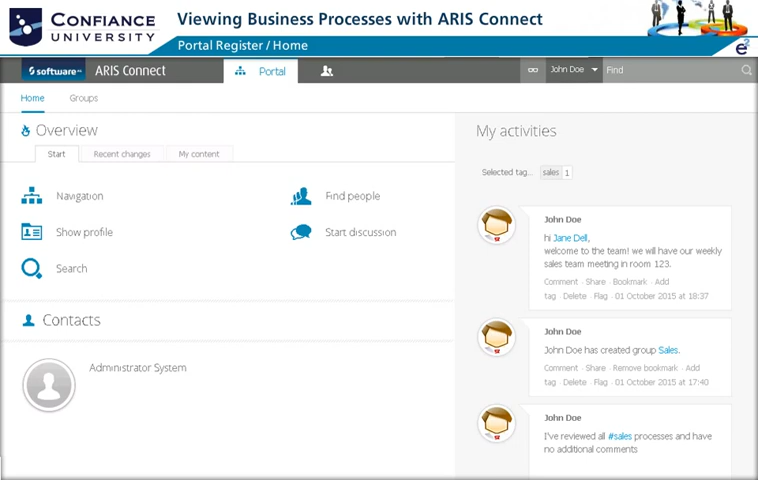 CONFIANCE
UNIVERSITY
Viewing Business Processes with ARIS Connect
Portal Register / Home
e²
software AG
ARIS Connect
Portal
John Doe
Find
Home
Groups
Overview
Start
Recent changes
My content
Navigation
Find people
Show profile
Start discussion
Search
Contacts
Administrator System
My activities
Selected tag...
sales 1
John Doe
hi Jane Dell,
welcome to the team! we will have our weekly
sales team meeting in room 123.
Comment · Share · Bookmark · Add
tag · Delete · Flag · 01 October 2015 at 18:37
John Doe
John Doe has created group Sales.
Comment · Share · Remove bookmark · Add
tag · Delete · Flag · 01 October 2015 at 17:40
John Doe
I've reviewed all #sales processes and have
no additional comments